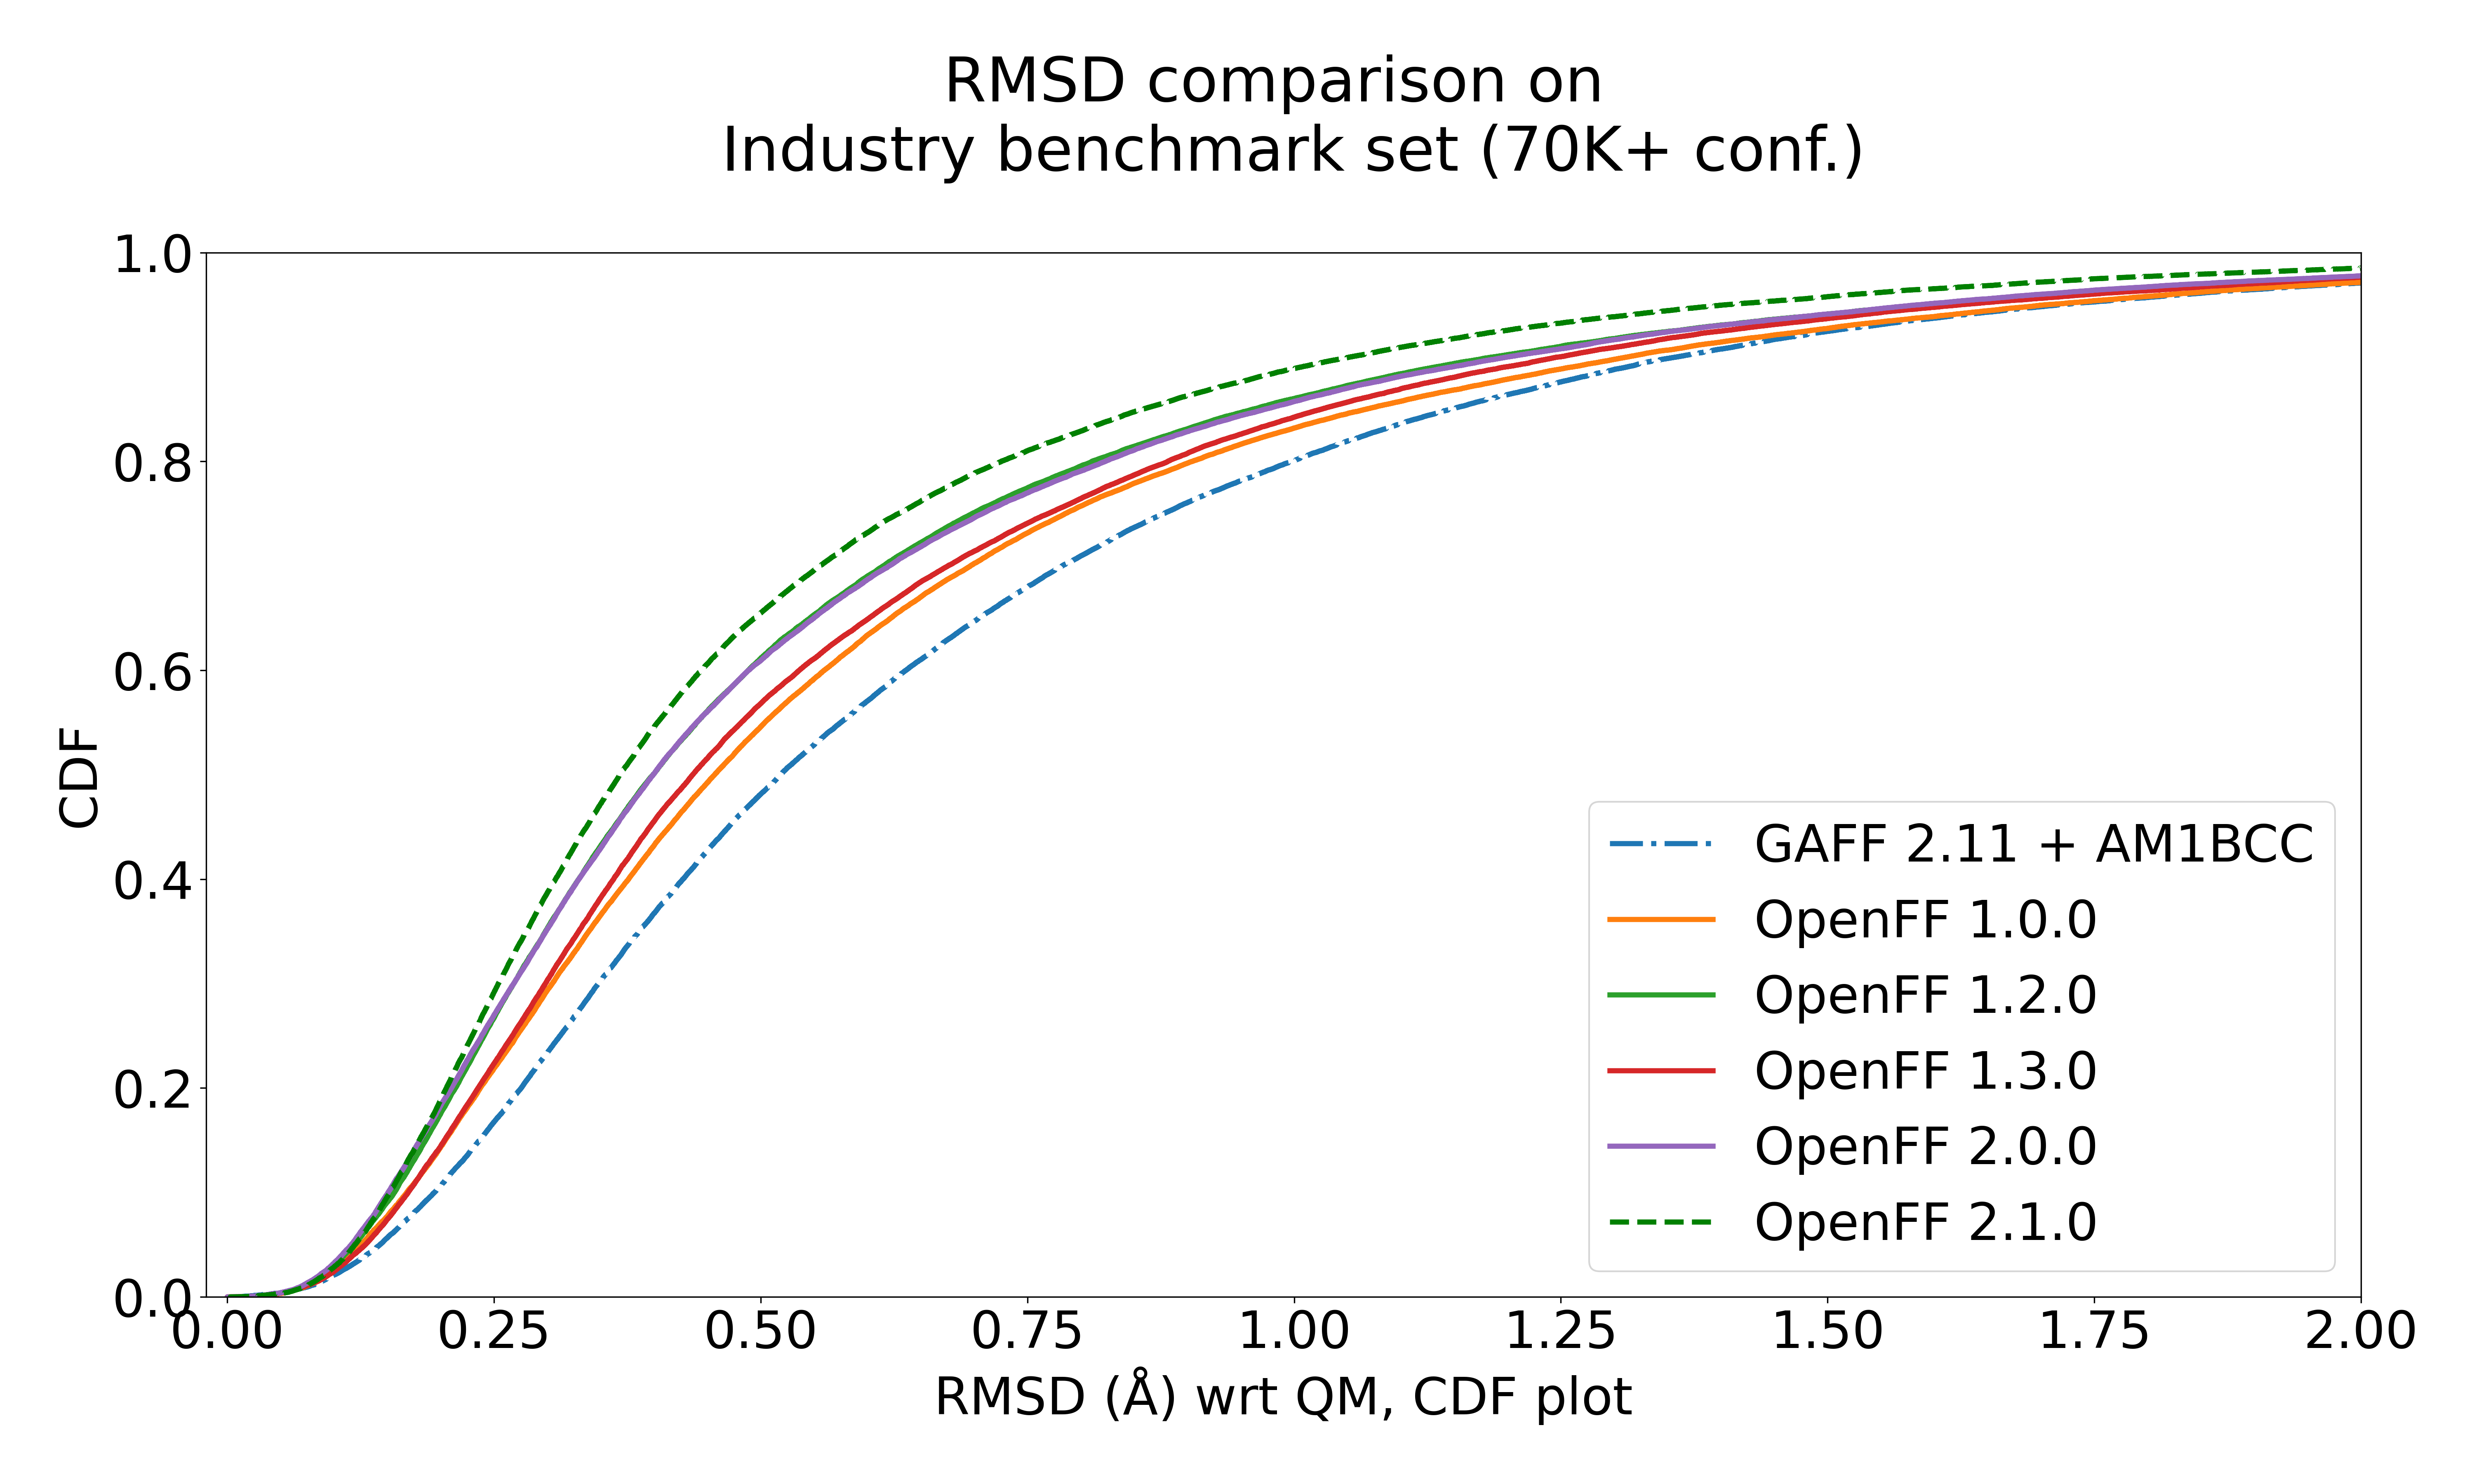 RMSD comparison on
Industry benchmark set (70K+ conf.)
1.0
0.8
0.6
0.4
0.2
0.0
CDF
GAFF 2.11 + AM1BCC
OpenFF 1.0.0
OpenFF 1.2.0
OpenFF 1.3.0
OpenFF 2.0.0
OpenFF 2.1.0
0.00 0.25 0.50 0.75 1.00 1.25 1.50 1.75 2.00
RMSD (Å) wrt QM, CDF plot